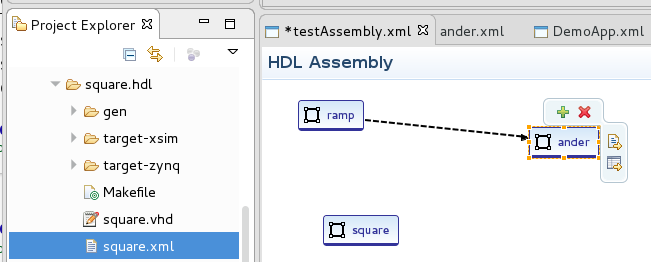 Project Explorer
square.hdl
gen
target-xsim
target-zynq
Makefile
square.vhd
square.xml
*testAssembly.xml
ander.xml
DemoApp.xml
HDL Assembly
ramp
ander
square